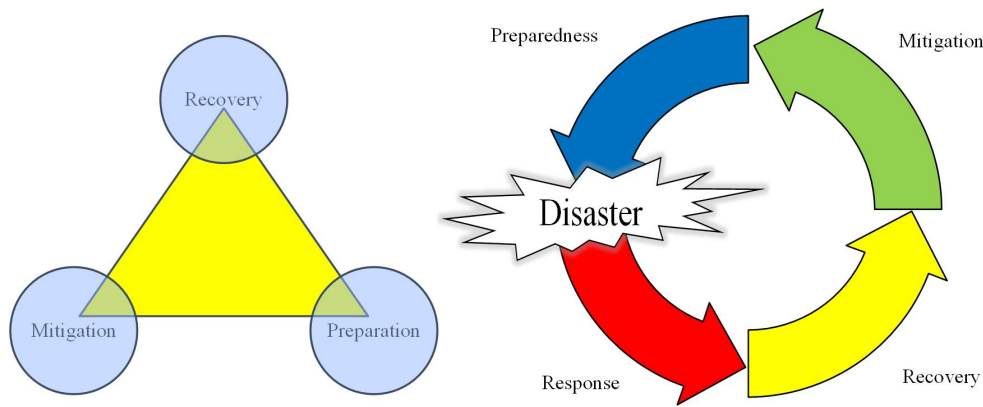 Recovery
Mitigation
Preparation
Preparedness
Mitigation
Disaster
Response
Recovery